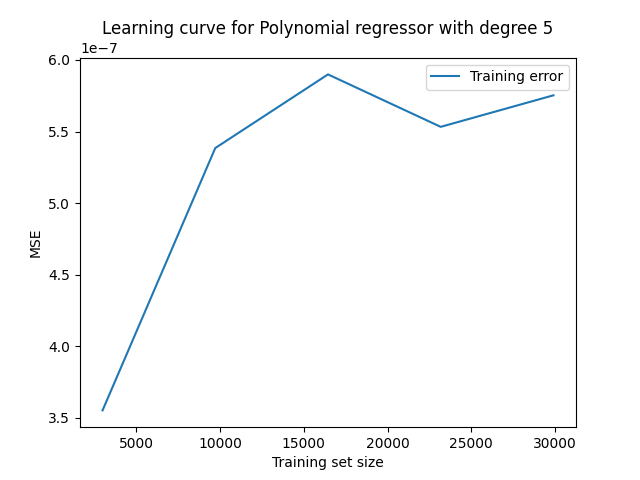 Learning curve for Polynomial regressor with degree 5
1e−7
6.0
5.5
5.0
4.5
4.0
3.5
MSE
Training error
5000 10000 15000 20000 25000 30000
Training set size